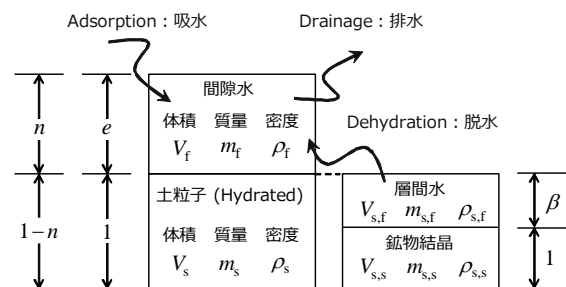 Adsorption：吸水
Drainage：排水
間隙水
体積 質量 密度
V_f m_f ρ_f
Dehydration：脱水
n
e
土粒子 (Hydrated)
体積 質量 密度
V_s m_s ρ_s
1−n
1
層間水
V_s,f m_s,f ρ_s,f
鉱物結晶
V_s,s m_s,s ρ_s,s
β
1